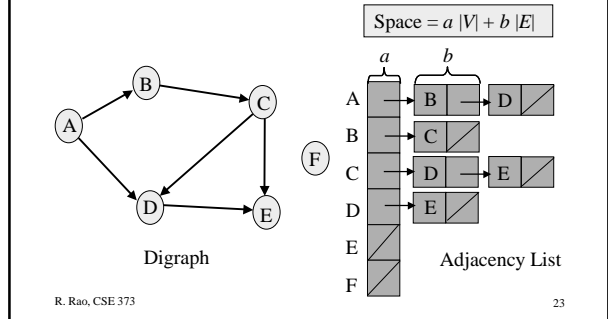 Space = a |V| + b |E|
a b
A B D
B C
C D E
D E
E
F
A B C D E F
Digraph
Adjacency List
R. Rao, CSE 373
23